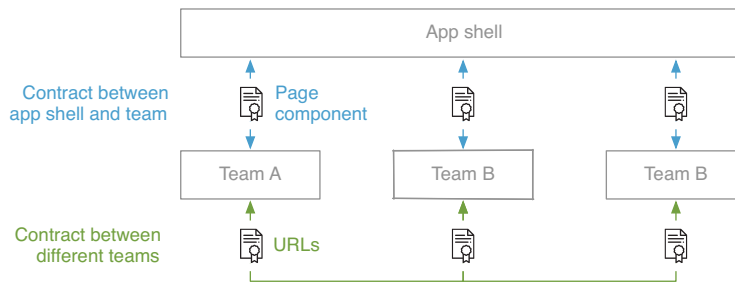 App shell
Contract between
app shell and team
Page
component
Team A
Team B
Team B
Contract between
different teams
URLs